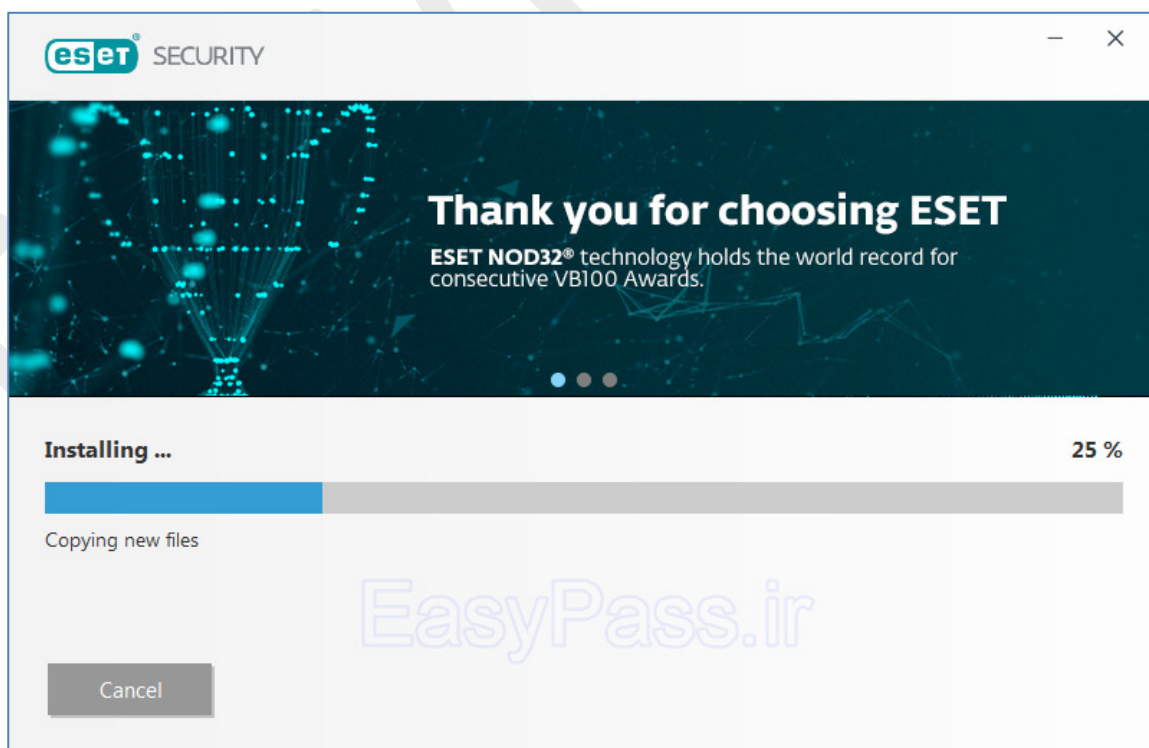 eseT® SECURITY
Thank you for choosing ESET
ESET NOD32® technology holds the world record for
consecutive VB100 Awards.
Installing ...
25 %
Copying new files
EasyPass.ir
Cancel